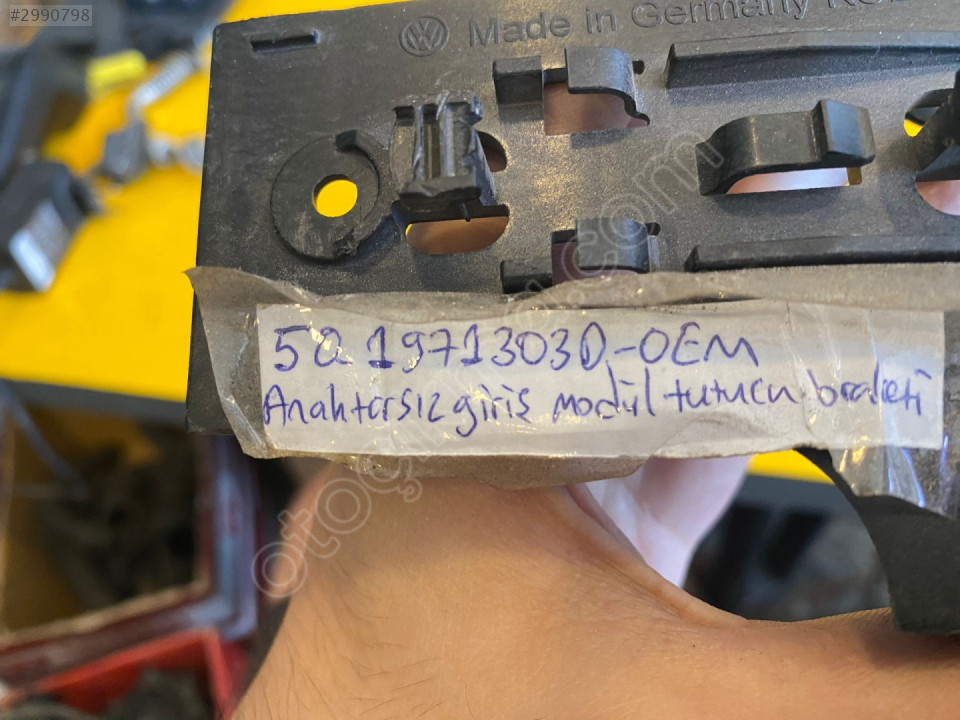 #2990798
Made in Germany
5Q 1971303D-OEM
Anahtarsız giriş modül tutucu braketi